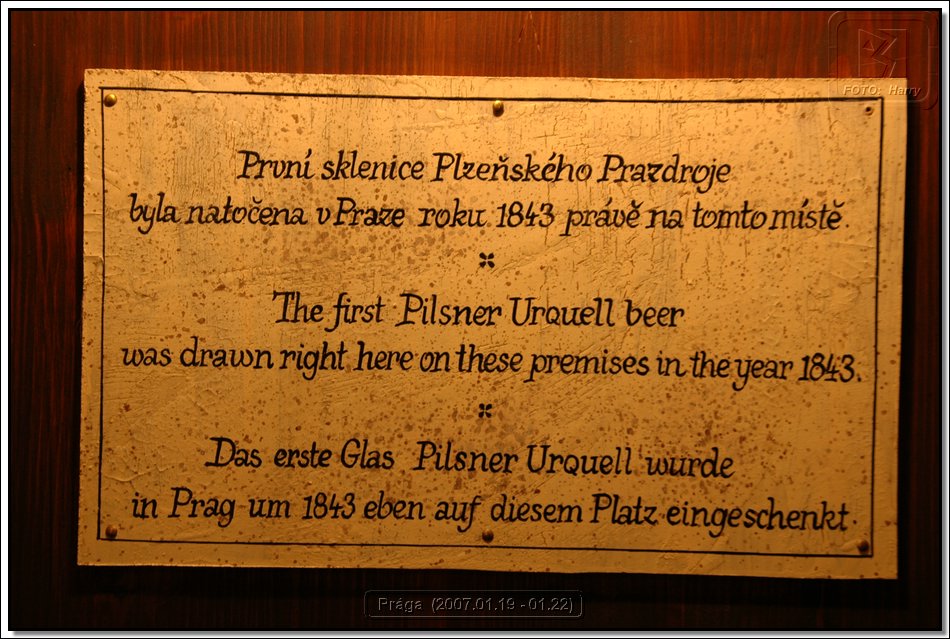 FOTO: Harry
První sklenice Plzeňského Prazdroje
byla natočena v Praze roku 1843 právě na tomto místě.
The first Pilsner Urquell beer
was drawn right here on these premises in the year 1843.
Das erste Glas Pilsner Urquell wurde
in Prag um 1843 eben auf diesem Platz eingeschenkt.
Prága (2007.01.19 - 01.22)